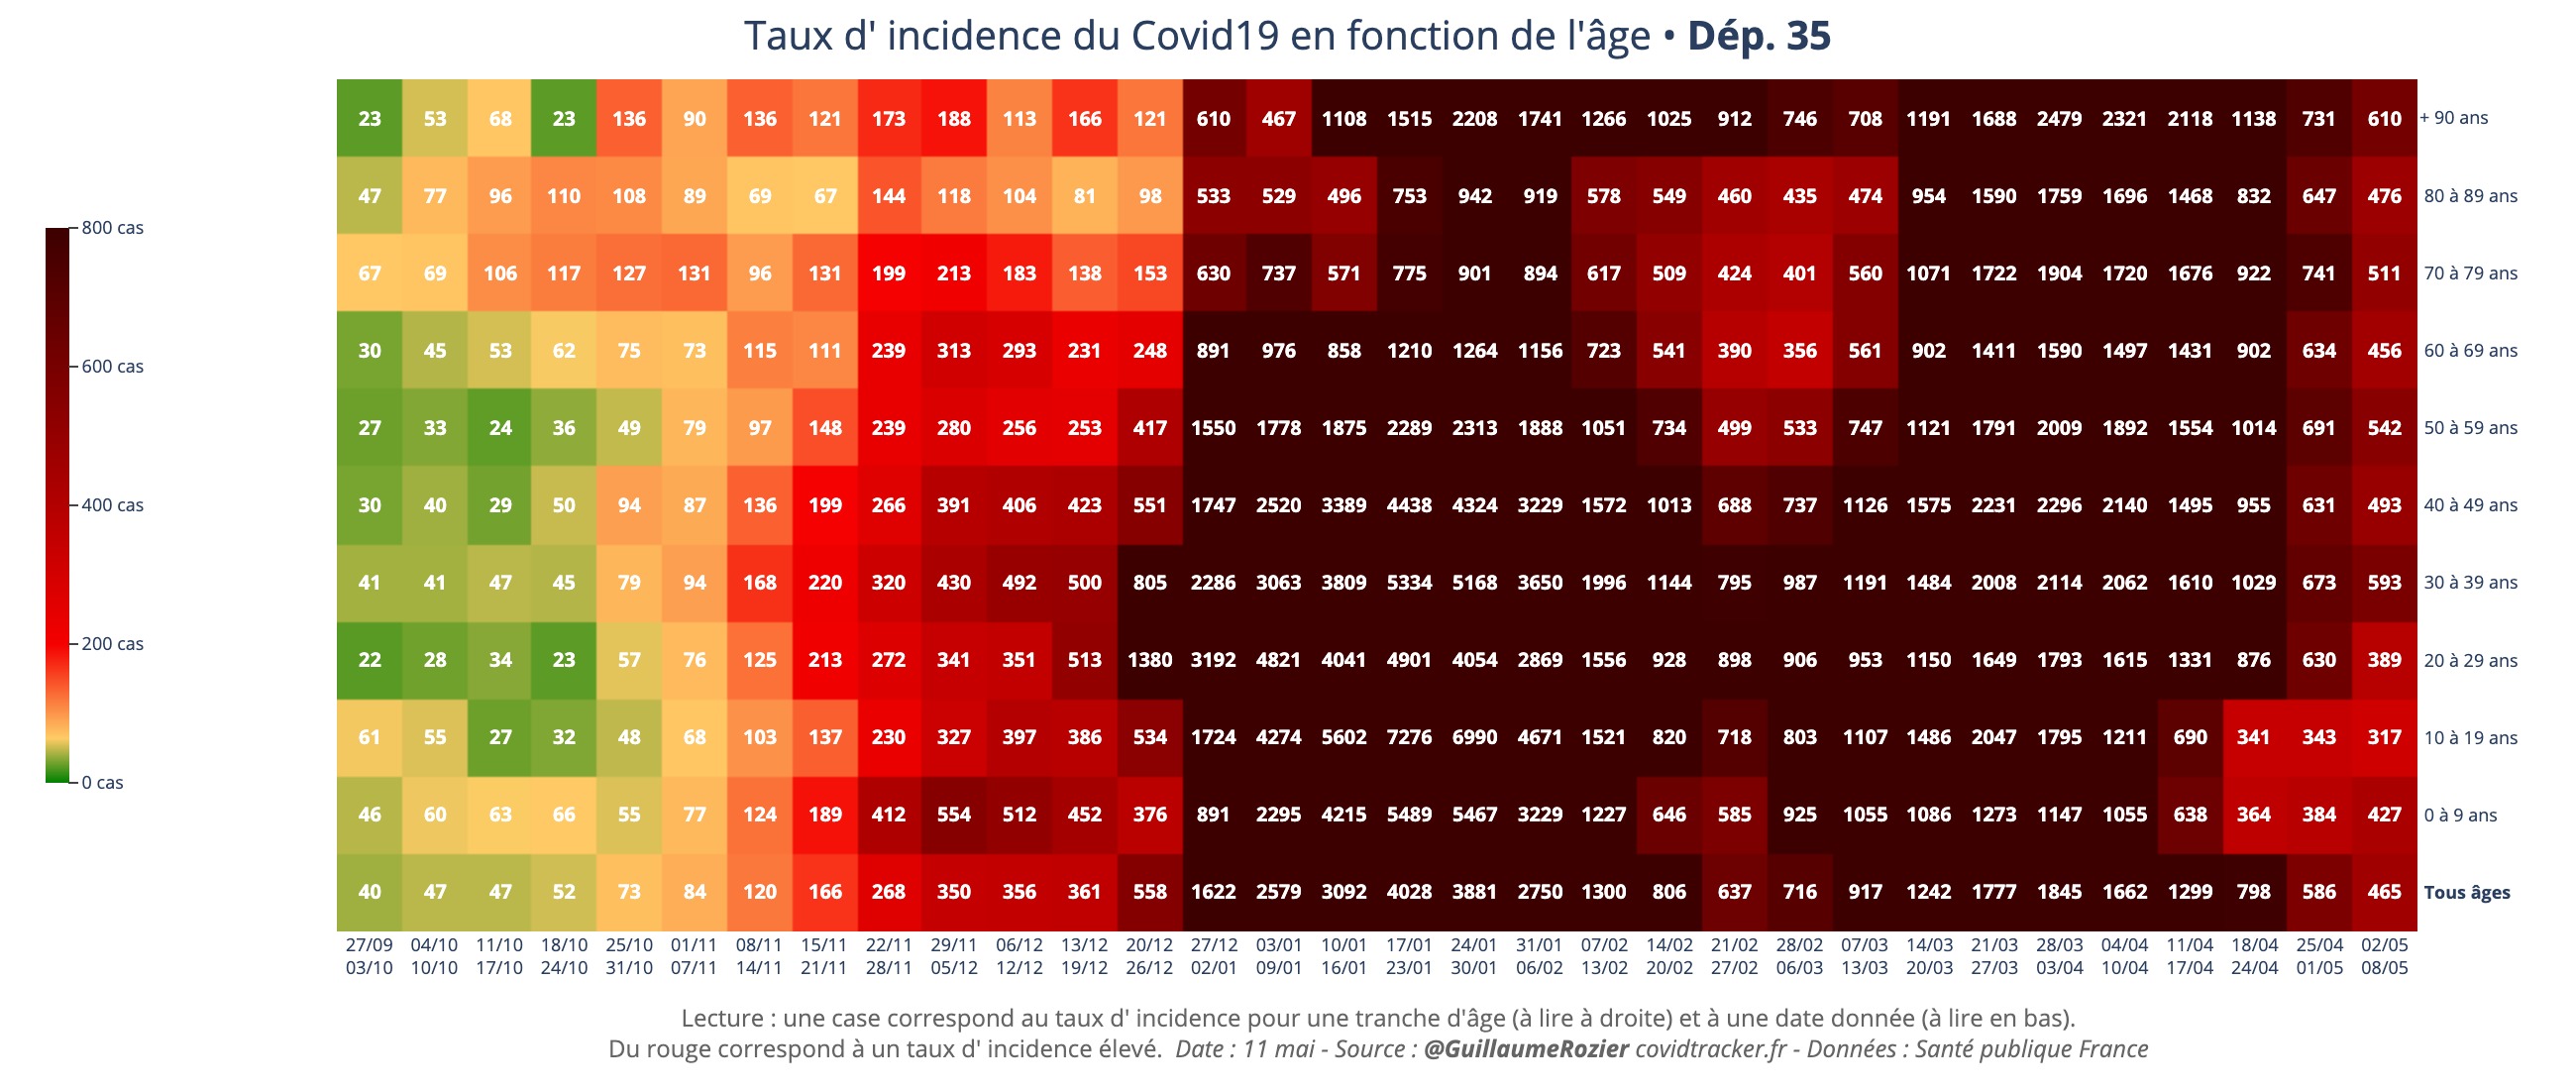 Taux d' incidence du Covid19 en fonction de l'âge • Dép. 35
800 cas
600 cas
400 cas
200 cas
0 cas
23 53 68 23 136 90 136 121 173 188 113 166 121 610 467 1108 1515 2208 1741 1266 1025 912 746 708 1191 1688 2479 2321 2118 1138 731 610 + 90 ans
47 77 96 110 108 89 69 67 144 118 104 81 98 533 529 496 753 942 919 578 549 460 435 474 954 1590 1759 1696 1468 832 647 476 80 à 89 ans
67 69 106 117 127 131 96 131 199 213 183 138 153 630 737 571 775 901 894 617 509 424 401 560 1071 1722 1904 1720 1676 922 741 511 70 à 79 ans
30 45 53 62 75 73 115 111 239 313 293 231 248 891 976 858 1210 1264 1156 723 541 390 356 561 902 1411 1590 1497 1431 902 634 456 60 à 69 ans
27 33 24 36 49 79 97 148 239 280 256 253 417 1550 1778 1875 2289 2313 1888 1051 734 499 533 747 1121 1791 2009 1892 1554 1014 691 542 50 à 59 ans
30 40 29 50 94 87 136 199 266 391 406 423 551 1747 2520 3389 4438 4324 3229 1572 1013 688 737 1126 1575 2231 2296 2140 1495 955 631 493 40 à 49 ans
41 41 47 45 79 94 168 220 320 430 492 500 805 2286 3063 3809 5334 5168 3650 1996 1144 795 987 1191 1484 2008 2114 2062 1610 1029 673 593 30 à 39 ans
22 28 34 23 57 76 125 213 272 341 351 513 1380 3192 4821 4041 4901 4054 2869 1556 928 898 906 953 1150 1649 1793 1615 1331 876 630 389 20 à 29 ans
61 55 27 32 48 68 103 137 230 327 397 386 534 1724 4274 5602 7276 6990 4671 1521 820 718 803 1107 1486 2047 1795 1211 690 341 343 317 10 à 19 ans
46 60 63 66 55 77 124 189 412 554 512 452 376 891 2295 4215 5489 5467 3229 1227 646 585 925 1055 1086 1273 1147 1055 638 364 384 427 0 à 9 ans
40 47 47 52 73 84 120 166 268 350 356 361 558 1622 2579 3092 4028 3881 2750 1300 806 637 716 917 1242 1777 1845 1662 1299 798 586 465 Tous âges
27/09 04/10 11/10 18/10 25/10 01/11 08/11 15/11 22/11 29/11 06/12 13/12 20/12 27/12 03/01 10/01 17/01 24/01 31/01 07/02 14/02 21/02 28/02 07/03 14/03 21/03 28/03 04/04 11/04 18/04 25/04 02/05
03/10 10/10 17/10 24/10 31/10 07/11 14/11 21/11 28/11 05/12 12/12 19/12 26/12 02/01 09/01 16/01 23/01 30/01 06/02 13/02 20/02 27/02 06/03 13/03 20/03 27/03 03/04 10/04 17/04 24/04 01/05 08/05
Lecture : une case correspond au taux d' incidence pour une tranche d'âge (à lire à droite) et à une date donnée (à lire en bas).
Du rouge correspond à un taux d' incidence élevé. Date : 11 mai - Source : @GuillaumeRozier covidtracker.fr - Données : Santé publique France